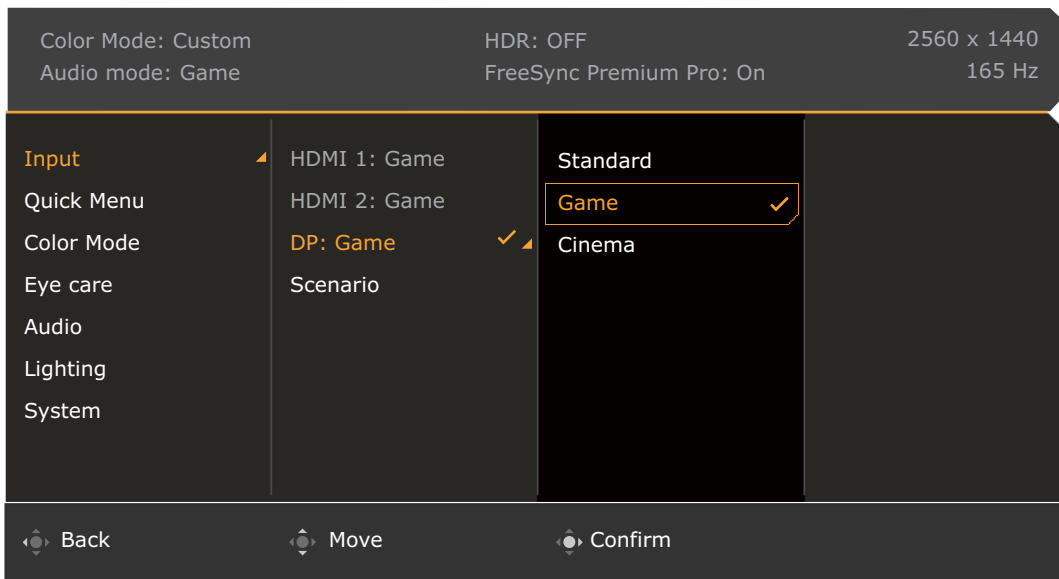 Color Mode: Custom
HDR: OFF
2560 x 1440
Audio mode: Game
FreeSync Premium Pro: On
165 Hz
Input
Quick Menu
Color Mode
Eye care
Audio
Lighting
System
HDMI 1: Game
HDMI 2: Game
DP: Game
Scenario
Standard
Game
Cinema
Back
Move
Confirm